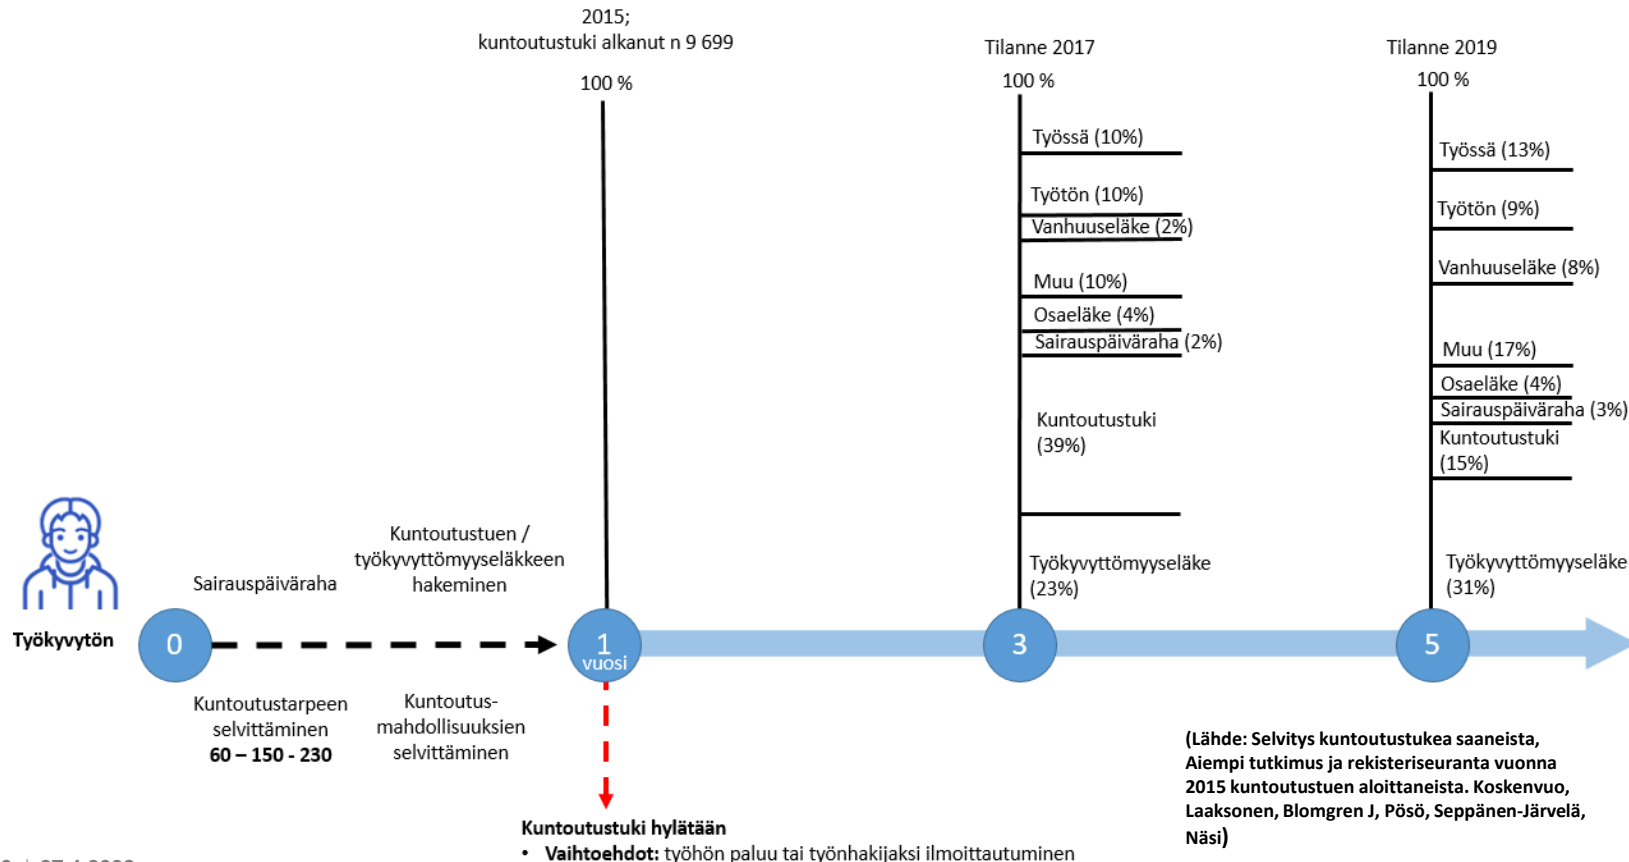 2015;
kuntoutustuki alkanut n 9 699
100 %
Tilanne 2017
100 %
Työssä (10%)
Työtön (10%)
Vanhuuseläke (2%)
Muu (10%)
Osaeläke (4%)
Sairauspäiväraha (2%)
Kuntoutustuki
(39%)
Työkyvyttömyyseläke
(23%)
Tilanne 2019
100 %
Työssä (13%)
Työtön (9%)
Vanhuuseläke (8%)
Muu (17%)
Osaeläke (4%)
Sairauspäiväraha (3%)
Kuntoutustuki
(15%)
Työkyvyttömyyseläke
(31%)
Työkyvytön
Sairauspäiväraha
Kuntoutustuen /
työkyvyttömyyseläkkeen
hakeminen
0
1
vuosi
3
5
Kuntoutustarpeen
selvittäminen
60 – 150 - 230
Kuntoutus-
mahdollisuuksien
selvittäminen
Kuntoutustuki hylätään
• Vaihtoehdot: työhön paluu tai työnhakijaksi ilmoittautuminen
(Lähde: Selvitys kuntoutustukea saaneista,
Aiempi tutkimus ja rekisteriseuranta vuonna
2015 kuntoutustuen aloittaneista. Koskenvuo,
Laaksonen, Blomgren J, Pösö, Seppänen-Järvelä,
Näsi)